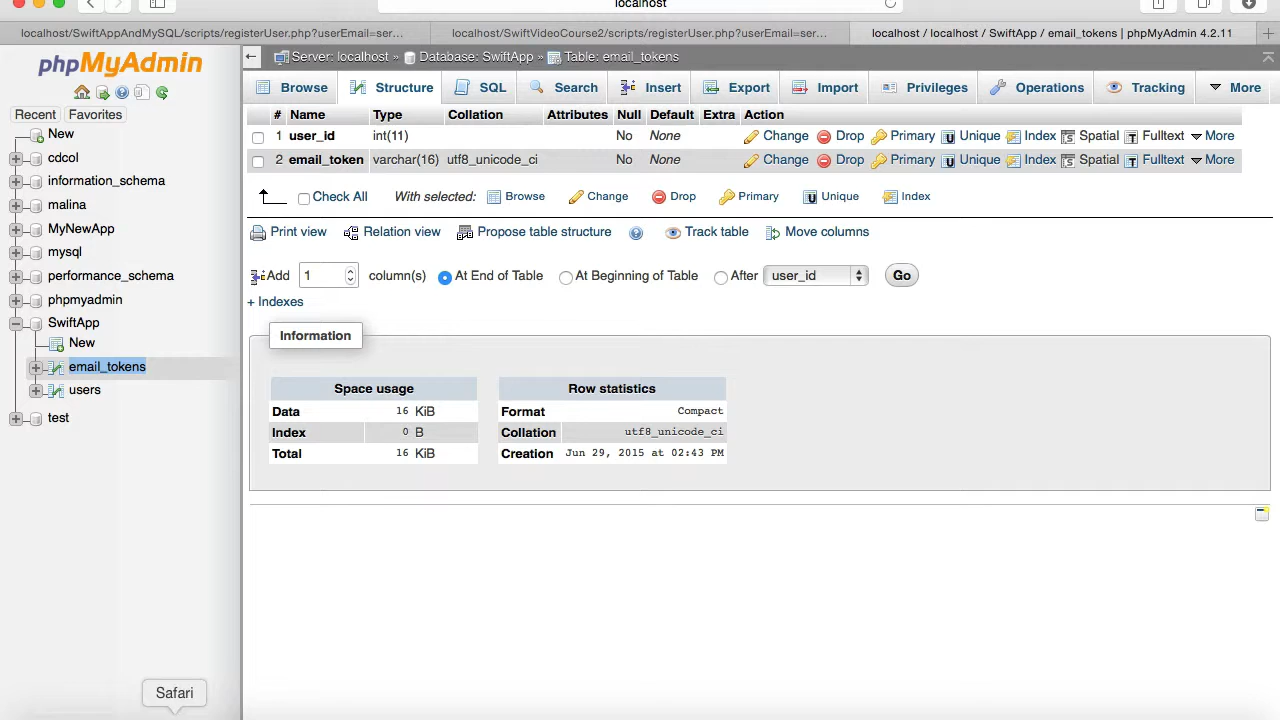 localhost
localhost/SwiftAppAndMySQL/scripts/registerUser.php?userEmail=ser...
localhost/SwiftVideoCourse2/scripts/registerUser.php?userEmail=ser...
localhost / localhost / SwiftApp / email_tokens | phpMyAdmin 4.2.11
phpMyAdmin
Recent Favorites
New
cdcol
information_schema
malina
MyNewApp
mysql
performance_schema
phpmyadmin
SwiftApp
New
email_tokens
users
test
Safari
Server: localhost » Database: SwiftApp » Table: email_tokens
Browse Structure SQL Search Insert Export Import Privileges Operations Tracking More
# Name Type Collation Attributes Null Default Extra Action
1 user_id int(11) No None Change Drop Primary Unique Index Spatial Fulltext More
2 email_token varchar(16) utf8_unicode_ci No None Change Drop Primary Unique Index Spatial Fulltext More
Check All With selected: Browse Change Drop Primary Unique Index
Print view Relation view Propose table structure Track table Move columns
Add 1 column(s) At End of Table At Beginning of Table After user_id Go
+ Indexes
Information
Space usage
Data 16 KiB
Index 0 B
Total 16 KiB
Row statistics
Format Compact
Collation utf8_unicode_ci
Creation Jun 29, 2015 at 02:43 PM